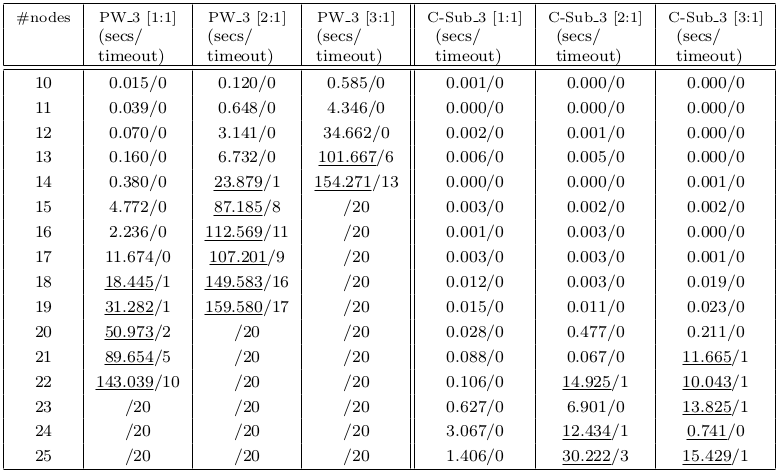 #nodes PW_3 [1:1] PW_3 [2:1] PW_3 [3:1] C-Sub_3 [1:1] C-Sub_3 [2:1] C-Sub_3 [3:1]
(secs/ (secs/ (secs/ (secs/ (secs/ (secs/
timeout) timeout) timeout) timeout) timeout) timeout)
10 0.015/0 0.120/0 0.585/0 0.001/0 0.000/0 0.000/0
11 0.039/0 0.648/0 4.346/0 0.000/0 0.000/0 0.000/0
12 0.070/0 3.141/0 34.662/0 0.002/0 0.001/0 0.000/0
13 0.160/0 6.732/0 101.667/6 0.006/0 0.005/0 0.000/0
14 0.380/0 23.879/1 154.271/13 0.000/0 0.000/0 0.001/0
15 4.772/0 87.185/8 /20 0.003/0 0.002/0 0.002/0
16 2.236/0 112.569/11 /20 0.001/0 0.003/0 0.000/0
17 11.674/0 107.201/9 /20 0.003/0 0.003/0 0.001/0
18 18.445/1 149.583/16 /20 0.012/0 0.003/0 0.019/0
19 31.282/1 159.580/17 /20 0.015/0 0.011/0 0.023/0
20 50.973/2 /20 /20 0.028/0 0.477/0 0.211/0
21 89.654/5 /20 /20 0.088/0 0.067/0 11.665/1
22 143.039/10 /20 /20 0.106/0 14.925/1 10.043/1
23 /20 /20 /20 0.627/0 6.901/0 13.825/1
24 /20 /20 /20 3.067/0 12.434/1 0.741/0
25 /20 /20 /20 1.406/0 30.222/3 15.429/1